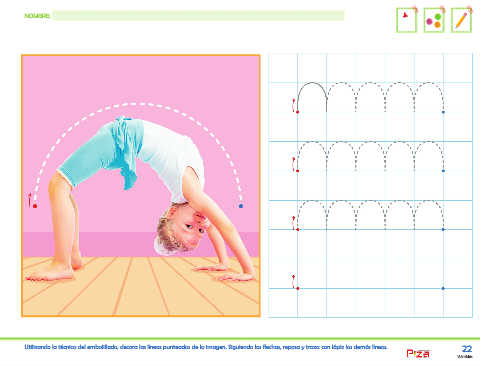 NOMBRE:
Utilizando la técnica del embolillado, decora las líneas punteadas de la imagen. Siguiendo las flechas, repasa y traza con lápiz las demás líneas.
22